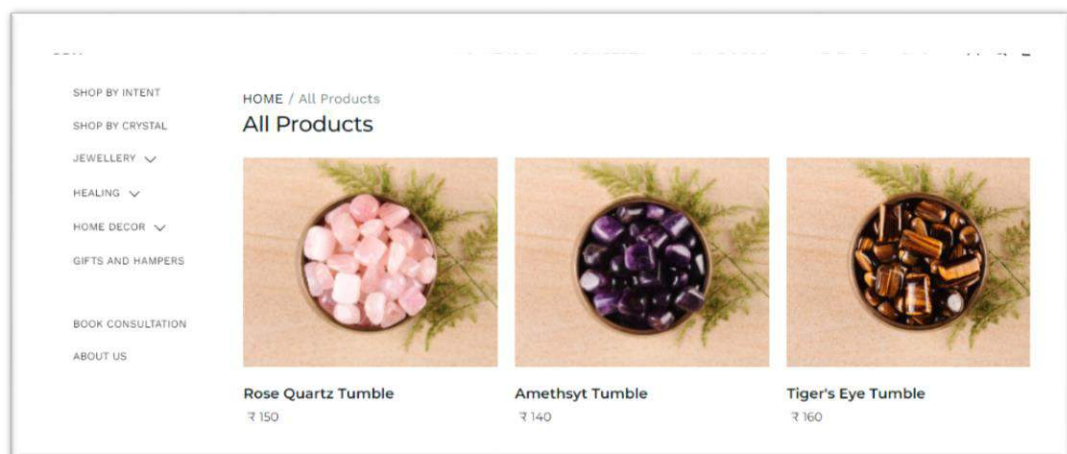 SHOP BY INTENT
SHOP BY CRYSTAL
JEWELLERY
HEALING
HOME DECOR
GIFTS AND HAMPERS
BOOK CONSULTATION
ABOUT US
HOME / All Products
All Products
Rose Quartz Tumble
₹ 150
Amethsyt Tumble
₹ 140
Tiger's Eye Tumble
₹ 160